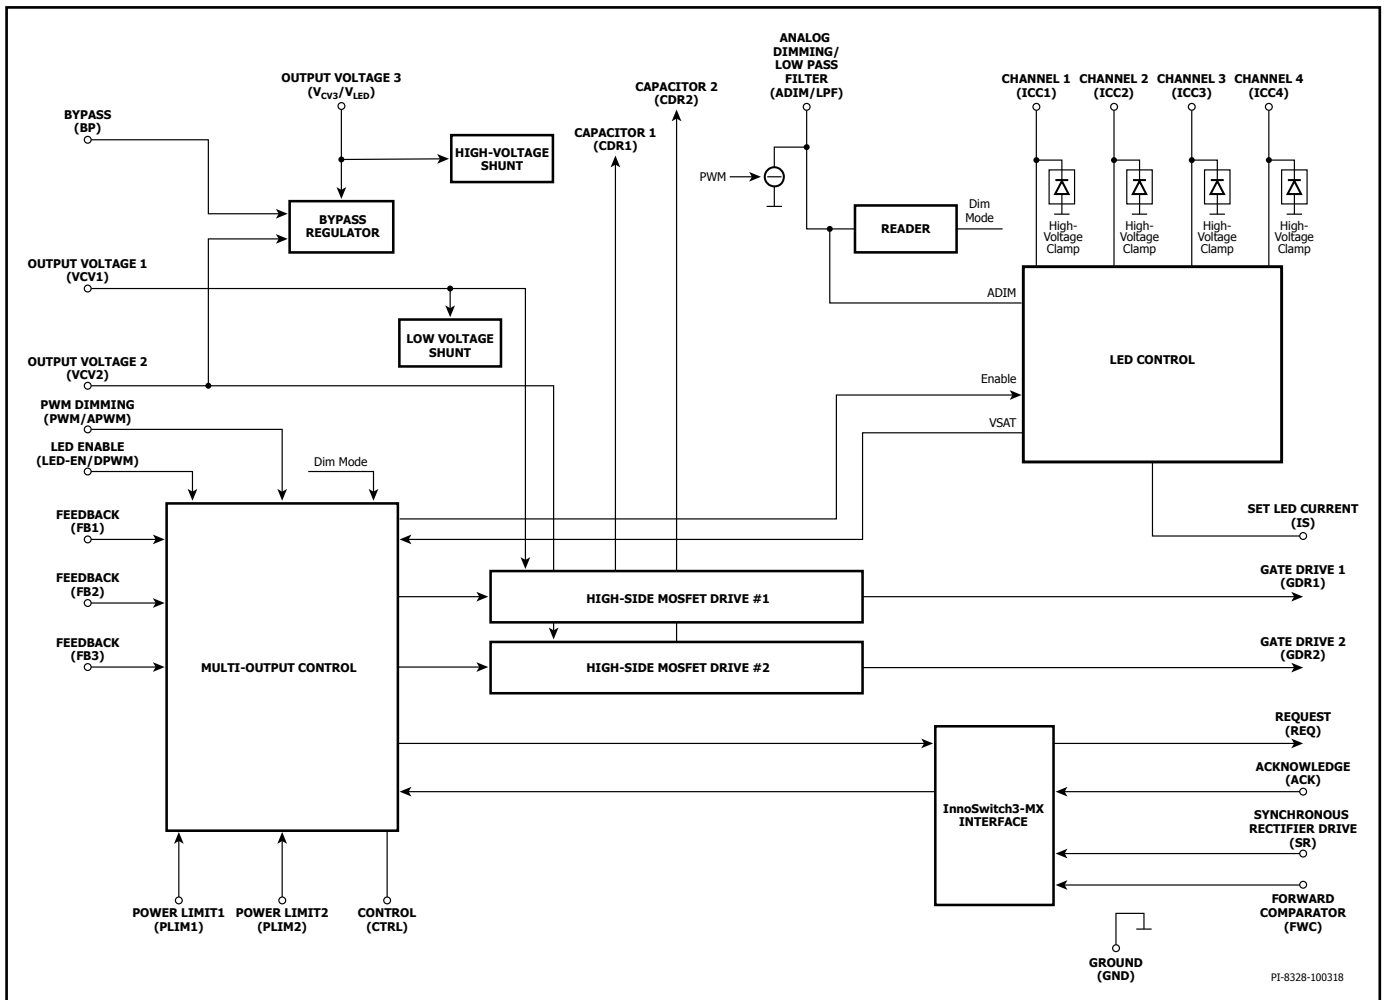 ANALOG
DIMMING/
LOW PASS
FILTER
(ADIM/LPF)
OUTPUT VOLTAGE 3
(VCV3/VLED)
CAPACITOR 2
(CDR2)
CHANNEL 1
(ICC1)
CHANNEL 2
(ICC2)
CHANNEL 3
(ICC3)
CHANNEL 4
(ICC4)
BYPASS
(BP)
CAPACITOR 1
(CDR1)
HIGH-VOLTAGE
SHUNT
PWM
BYPASS
REGULATOR
READER
Dim
Mode
High-
Voltage
Clamp
High-
Voltage
Clamp
High-
Voltage
Clamp
High-
Voltage
Clamp
OUTPUT VOLTAGE 1
(VCV1)
ADIM
LOW VOLTAGE
SHUNT
LED CONTROL
OUTPUT VOLTAGE 2
(VCV2)
Enable
VSAT
PWM DIMMING
(PWM/APWM)
LED ENABLE
(LED-EN/DPWM)
Dim Mode
FEEDBACK
(FB1)
SET LED CURRENT
(IS)
FEEDBACK
(FB2)
HIGH-SIDE MOSFET DRIVE #1
GATE DRIVE 1
(GDR1)
FEEDBACK
(FB3)
MULTI-OUTPUT CONTROL
HIGH-SIDE MOSFET DRIVE #2
GATE DRIVE 2
(GDR2)
REQUEST
(REQ)
ACKNOWLEDGE
(ACK)
InnoSwitch3-MX
INTERFACE
SYNCHRONOUS
RECTIFIER DRIVE
(SR)
FORWARD
COMPARATOR
(FWC)
POWER LIMIT1
(PLIM1)
POWER LIMIT2
(PLIM2)
CONTROL
(CTRL)
GROUND
(GND)
PI-8328-100318